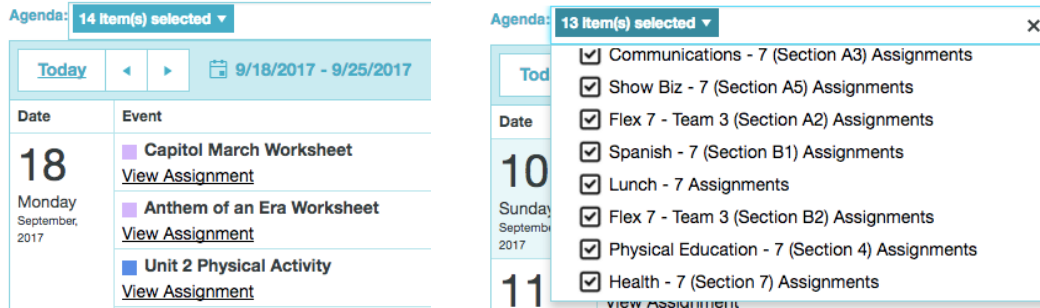 Agenda: 14 item(s) selected ▼
Today 9/18/2017 - 9/25/2017
Date Event
18
Monday
September,
2017
Capitol March Worksheet
View Assignment
Anthem of an Era Worksheet
View Assignment
Unit 2 Physical Activity
View Assignment
Agenda: 13 item(s) selected ▼ ×
Tod
Date
10
Sunday
Septemb
2017
11
Communications - 7 (Section A3) Assignments
Show Biz - 7 (Section A5) Assignments
Flex 7 - Team 3 (Section A2) Assignments
Spanish - 7 (Section B1) Assignments
Lunch - 7 Assignments
Flex 7 - Team 3 (Section B2) Assignments
Physical Education - 7 (Section 4) Assignments
Health - 7 (Section 7) Assignments
View Assignment